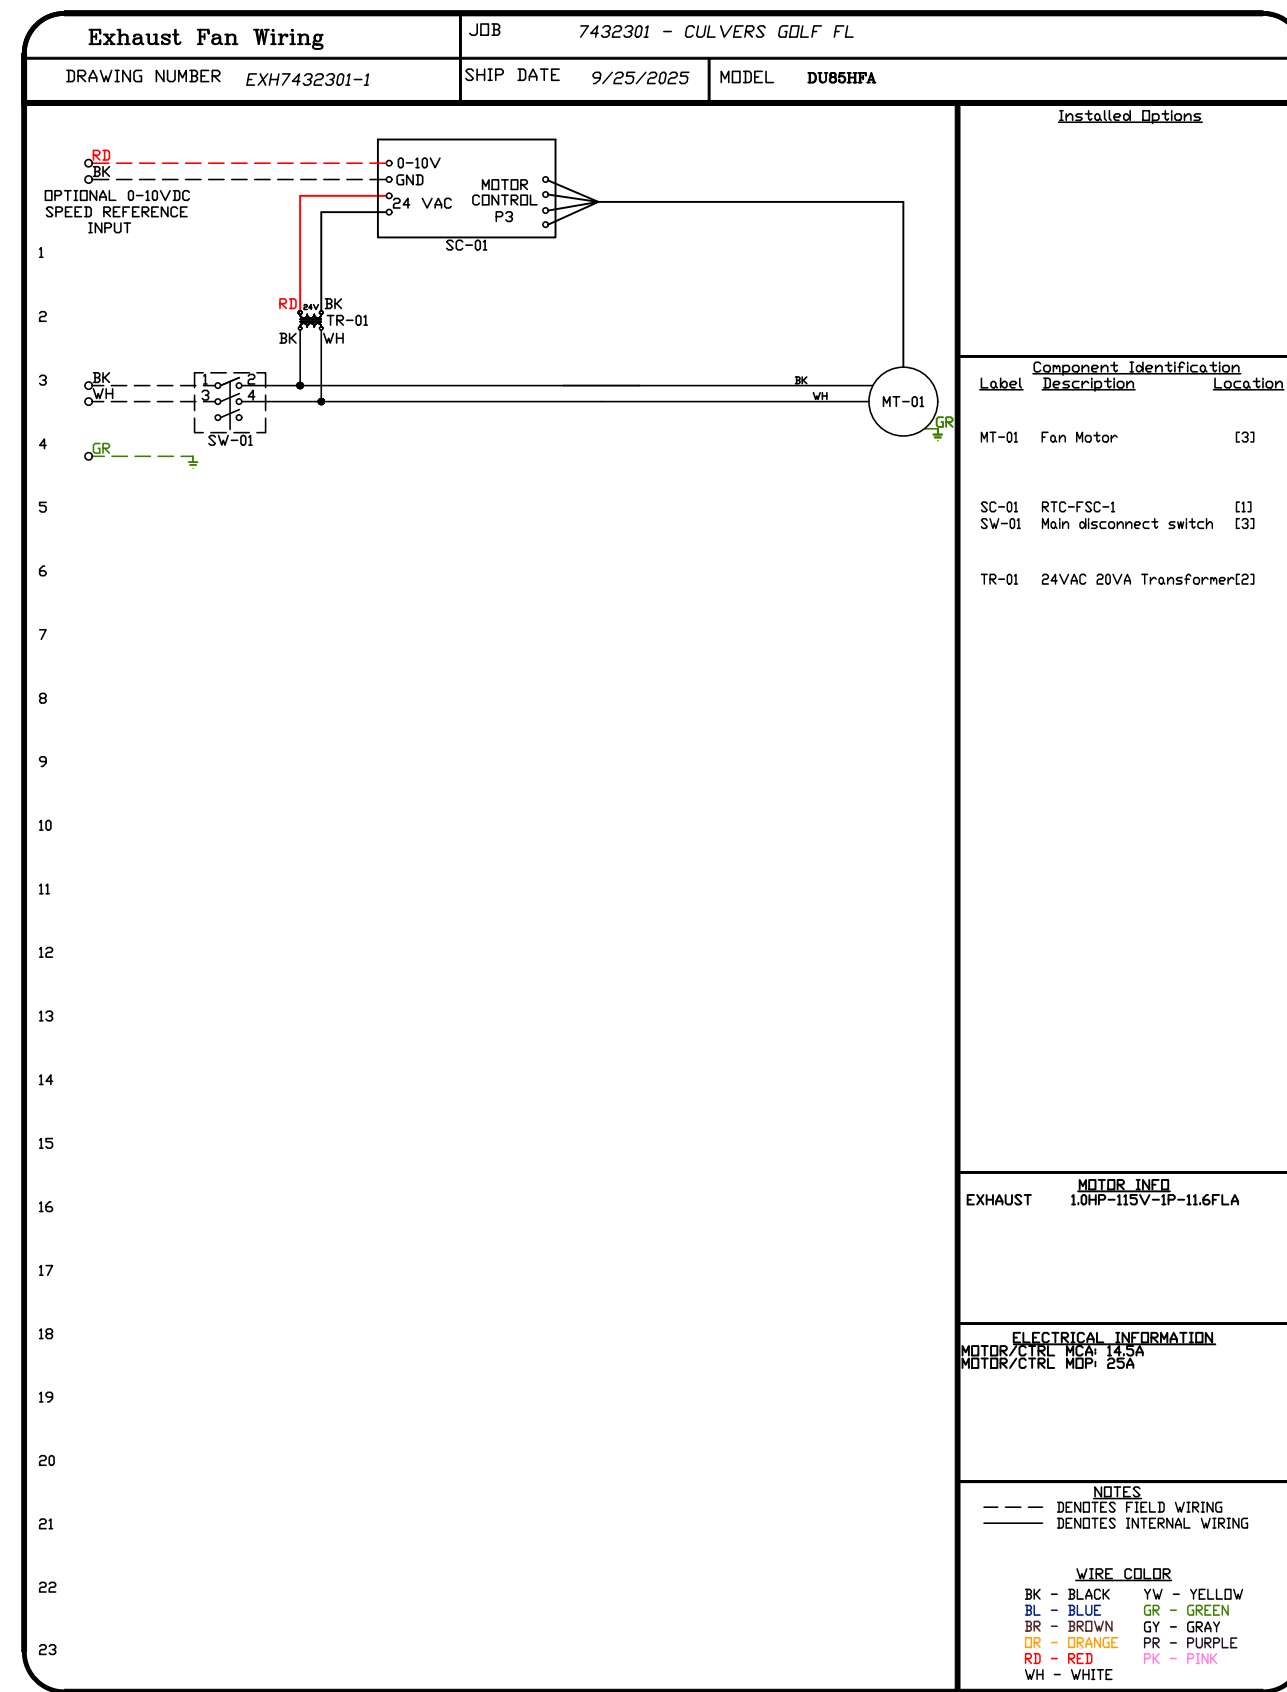 Exhaust Fan Wiring
JOB 7432301 - CULVERS GOLF FL
DRAWING NUMBER EXH7432301-1
SHIP DATE 9/25/2025
MODEL DU85HFA
RD
BK
OPTIONAL 0-10VDC
SPEED REFERENCE
INPUT
0-10V
GND
24 VAC
MOTOR
CONTROL
P3
SC-01
RD 24V BK
TR-01
BK WH
BK
WH
1 2
3 4
SW-01
GR
BK
WH
MT-01
GR
1
2
3
4
5
6
7
8
9
10
11
12
13
14
15
16
17
18
19
20
21
22
23
Installed Options
Component Identification
Label Description Location
MT-01 Fan Motor [3]
SC-01 RTC-FSC-1 [1]
SW-01 Main disconnect switch [3]
TR-01 24VAC 20VA Transformer[2]
MOTOR INFO
EXHAUST 1.0HP-115V-1P-11.6FLA
ELECTRICAL INFORMATION
MOTOR/CTRL MCA: 14.5A
MOTOR/CTRL MOP: 25A
NOTES
DENOTES FIELD WIRING
DENOTES INTERNAL WIRING
WIRE COLOR
BK - BLACK YW - YELLOW
BL - BLUE GR - GREEN
BR - BROWN GY - GRAY
OR - ORANGE PR - PURPLE
RD - RED PK - PINK
WH - WHITE